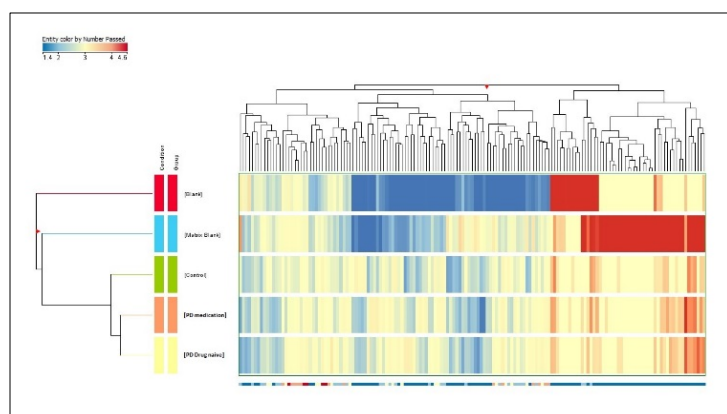 Entity color by Number Passed
1.4 2 3 4 4.6
Condition
Group
[Blank]
[Matrix Blank]
[Control]
[PD medication]
[PD Drug naive]